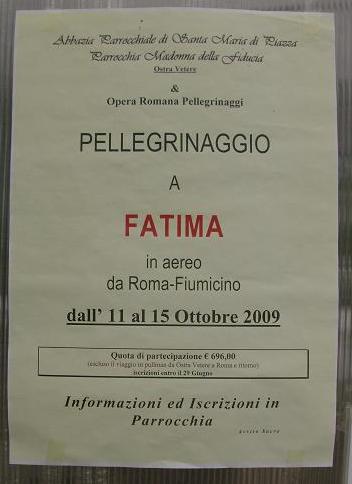 Abbazia Parrocchiale di Santa Maria di Piazza
Parrocchia Madonna della Fiducia
Ostra Vetere
&
Opera Romana Pellegrinaggi
PELLEGRINAGGIO
A
FATIMA
in aereo
da Roma-Fiumicino
dall' 11 al 15 Ottobre 2009
Quota di partecipazione € 696,00
(escluso il viaggio in pullman da Ostra Vetere a Roma e ritorno)
iscrizioni entro il 29 Giugno
Informazioni ed Iscrizioni in
Parrocchia